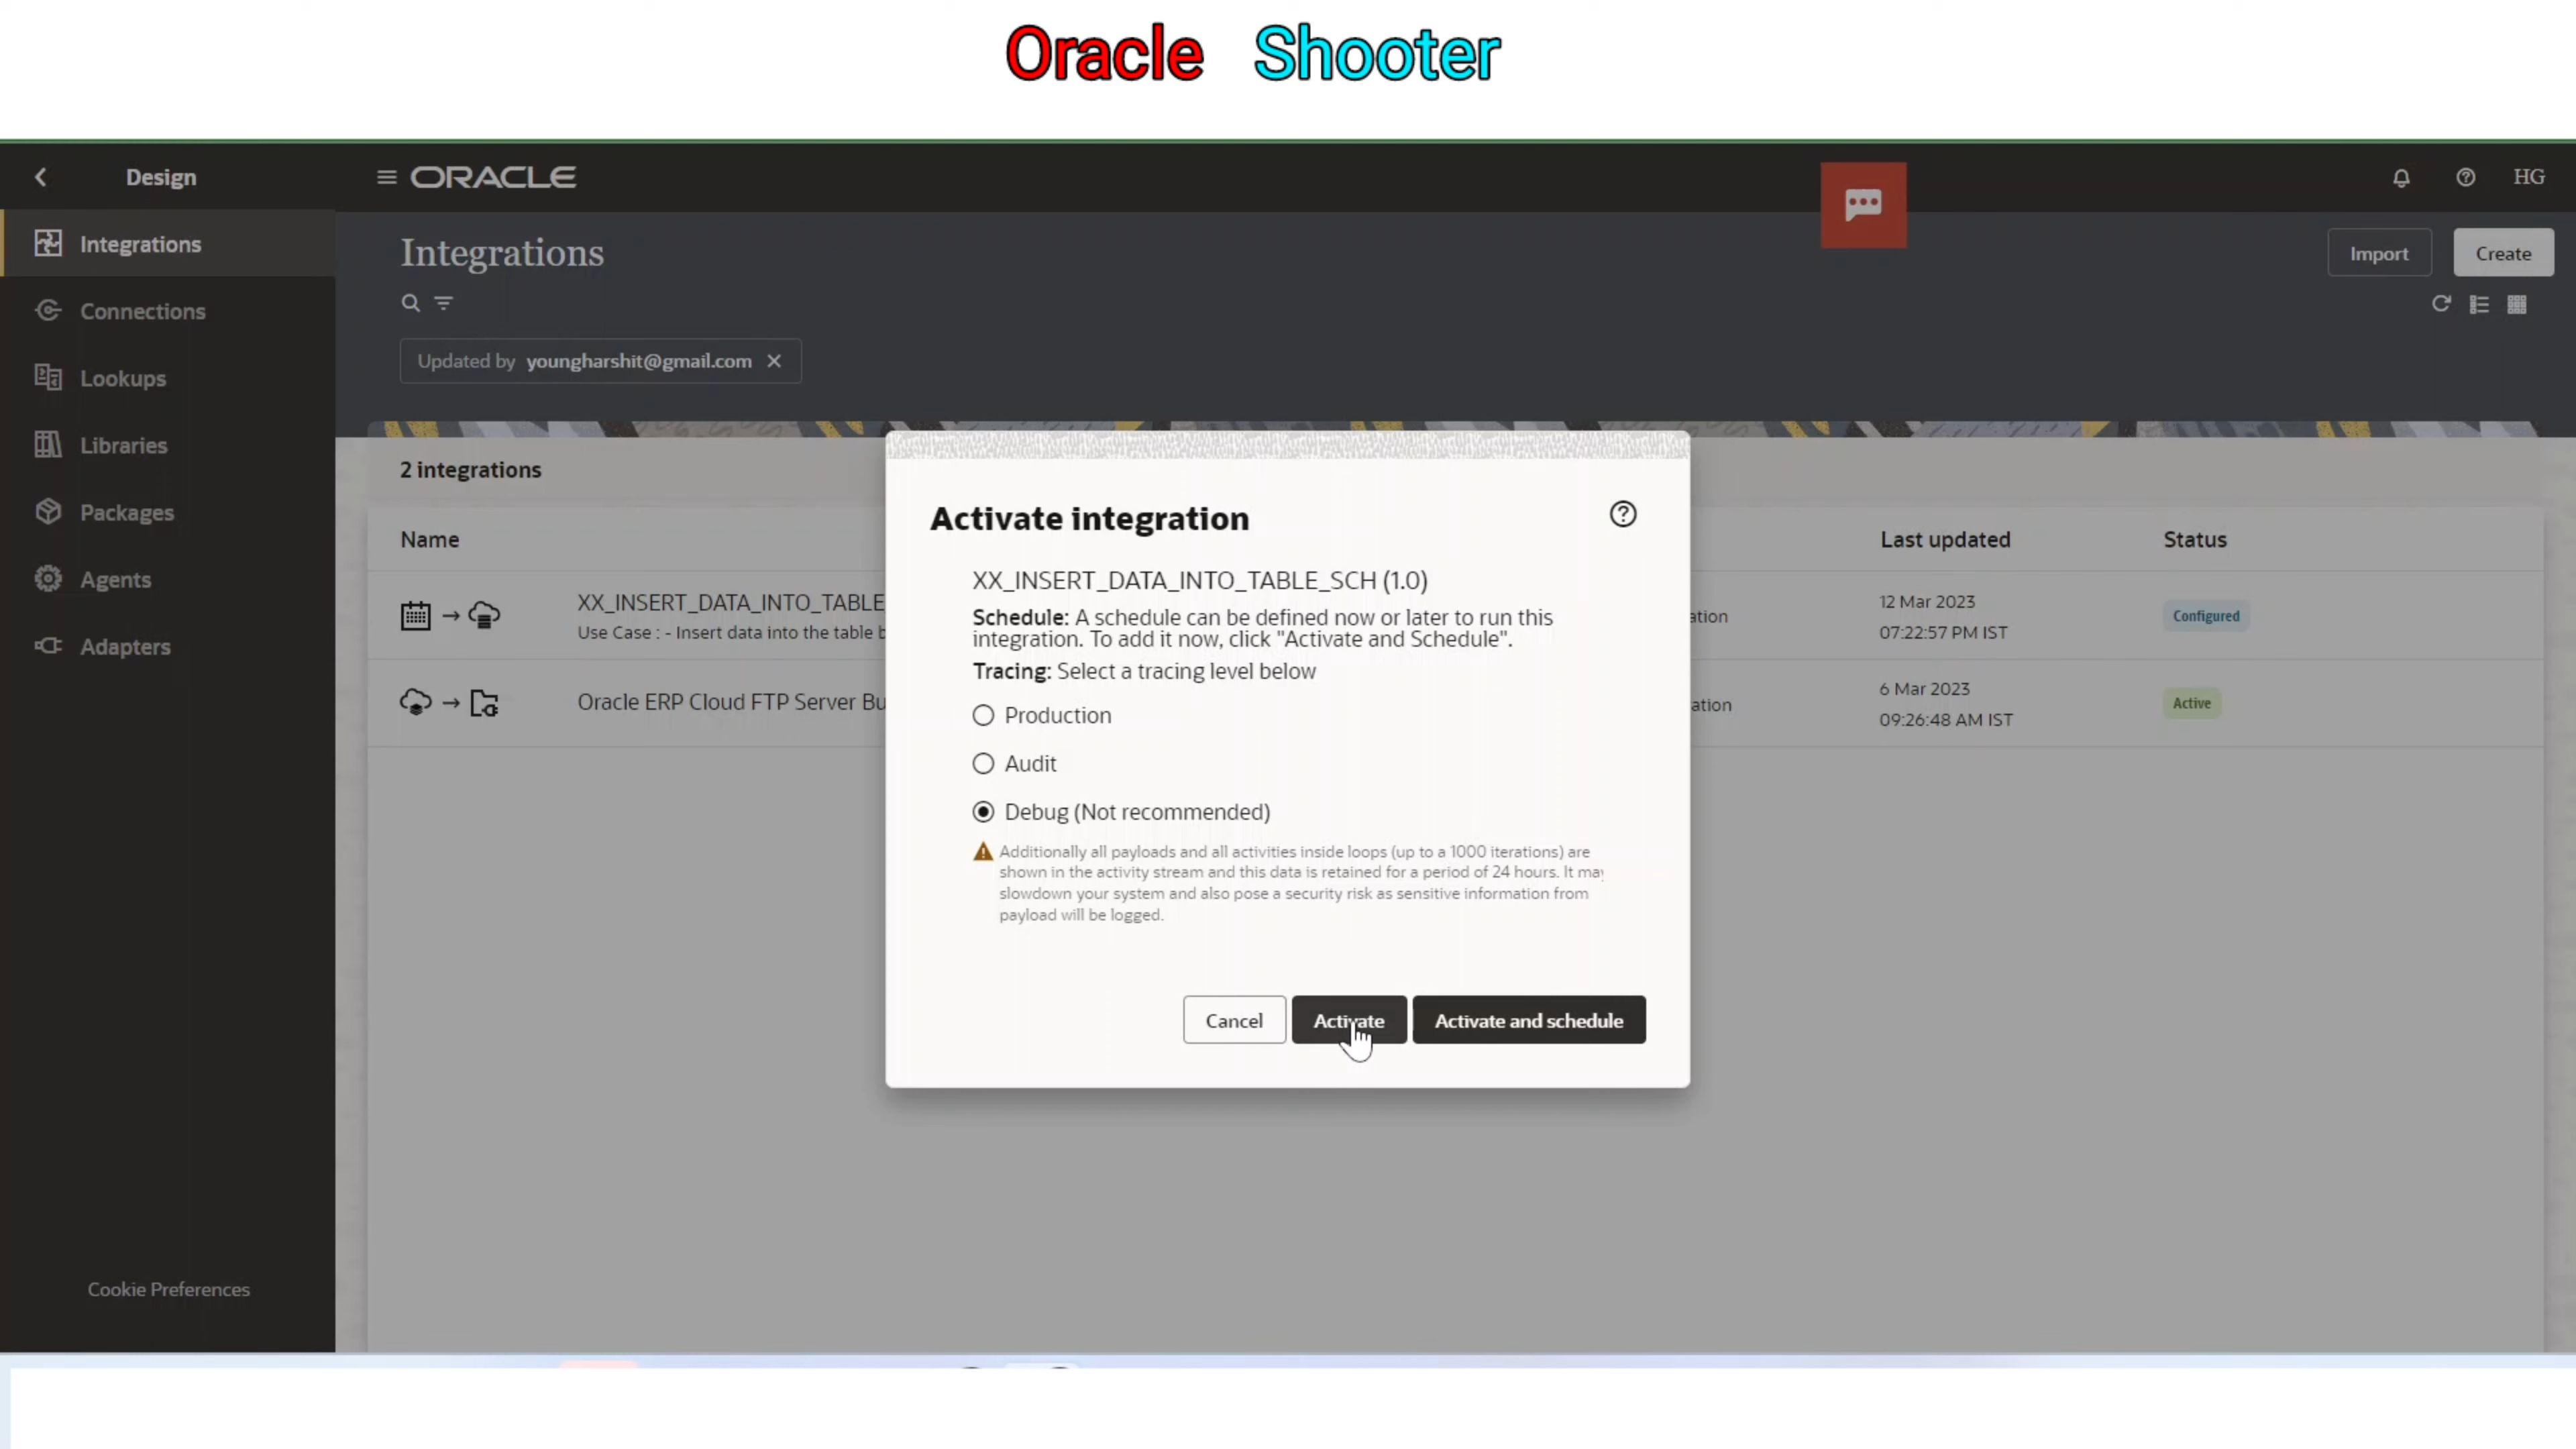 Oracle Shooter
Design
ORACLE
HG
Integrations
Connections
Lookups
Libraries
Packages
Agents
Adapters
Cookie Preferences
Integrations
Import
Create
Updated by youngharshit@gmail.com
2 integrations
Name
Last updated
Status
XX_INSERT_DATA_INTO_TABLE
Use Case : - Insert data into the table b
ation
12 Mar 2023
07:22:57 PM IST
Configured
Oracle ERP Cloud FTP Server Bu
ation
6 Mar 2023
09:26:48 AM IST
Active
Activate integration
XX_INSERT_DATA_INTO_TABLE_SCH (1.0)
Schedule: A schedule can be defined now or later to run this
integration. To add it now, click "Activate and Schedule".
Tracing: Select a tracing level below
Production
Audit
Debug (Not recommended)
Additionally all payloads and all activities inside loops (up to a 1000 iterations) are
shown in the activity stream and this data is retained for a period of 24 hours. It may
slowdown your system and also pose a security risk as sensitive information from
payload will be logged.
Cancel
Activate
Activate and schedule